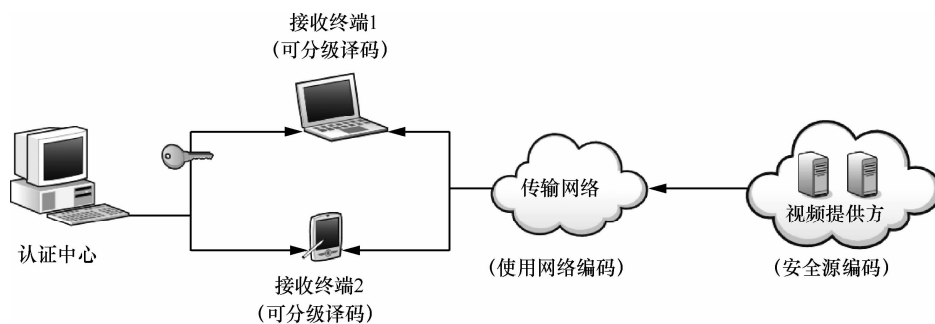 接收终端1
(可分级译码)
认证中心
传输网络
(使用网络编码)
视频提供方
(安全源编码)
接收终端2
(可分级译码)